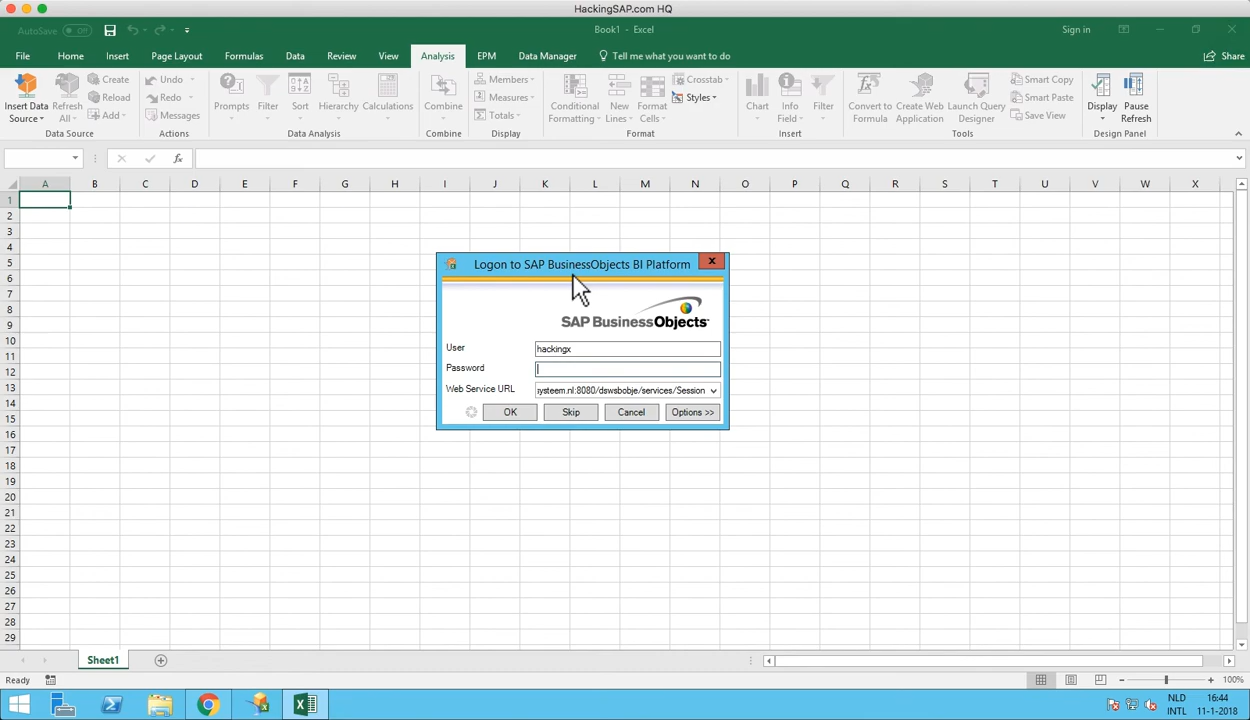 HackingSAP.com HQ
AutoSave Off Book1 - Excel Sign in
File Home Insert Page Layout Formulas Data Review View Analysis EPM Data Manager Tell me what you want to do Share
Insert Data Source Refresh All Create Reload Add Undo Redo Messages Prompts Filter Sort Hierarchy Calculations Combine Members Measures Totals Conditional Formatting New Lines Format Cells Crosstab Styles Chart Info Field Filter Convert to Formula Create Web Application Launch Query Designer Smart Copy Smart Paste Save View Display Pause Refresh
Data Source Actions Data Analysis Combine Display Format Insert Tools Design Panel
fx
A B C D E F G H I J K L M N O P Q R S T U V W X
1
2
3
4
5
6
7
8
9
10
11
12
13
14
15
16
17
18
19
20
21
22
23
24
25
26
27
28
29
Logon to SAP BusinessObjects BI Platform X
SAP BusinessObjects
User hackingx
Password
Web Service URL systeem.nl:8080/dswsbobje/services/Session
OK Skip Cancel Options >>
Sheet1
Ready 100%
NLD 16:44
INTL 11-1-2018